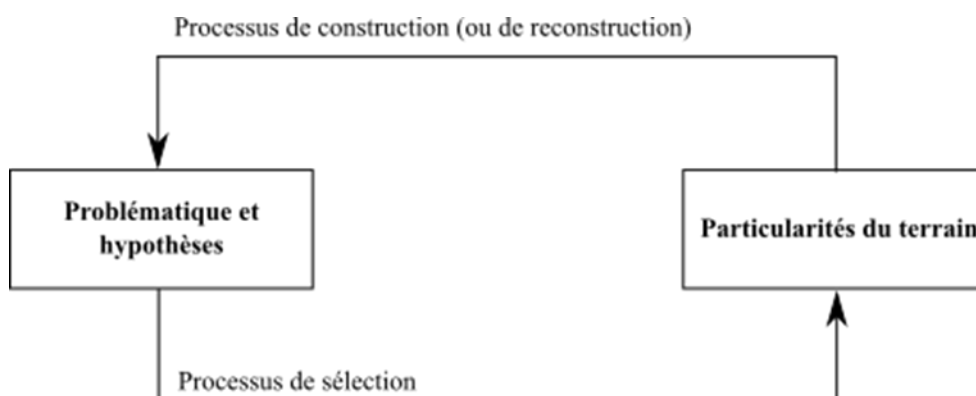 Processus de construction (ou de reconstruction)
Problématique et
hypothèses
Particularités du terrain
Processus de sélection